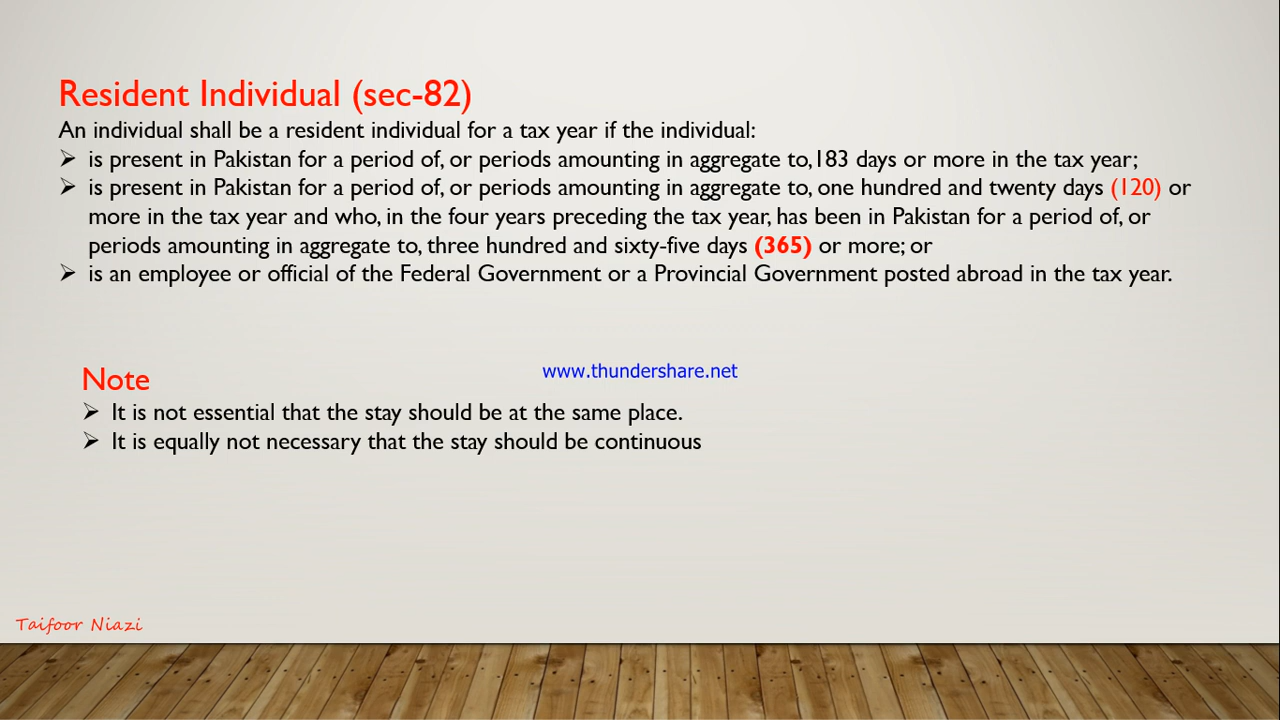 Resident Individual (sec-82)
An individual shall be a resident individual for a tax year if the individual:
➢ is present in Pakistan for a period of, or periods amounting in aggregate to,183 days or more in the tax year;
➢ is present in Pakistan for a period of, or periods amounting in aggregate to, one hundred and twenty days (120) or
more in the tax year and who, in the four years preceding the tax year, has been in Pakistan for a period of, or
periods amounting in aggregate to, three hundred and sixty-five days (365) or more; or
➢ is an employee or official of the Federal Government or a Provincial Government posted abroad in the tax year.
www.thundershare.net
Note
➢ It is not essential that the stay should be at the same place.
➢ It is equally not necessary that the stay should be continuous
Taifoor Niazi